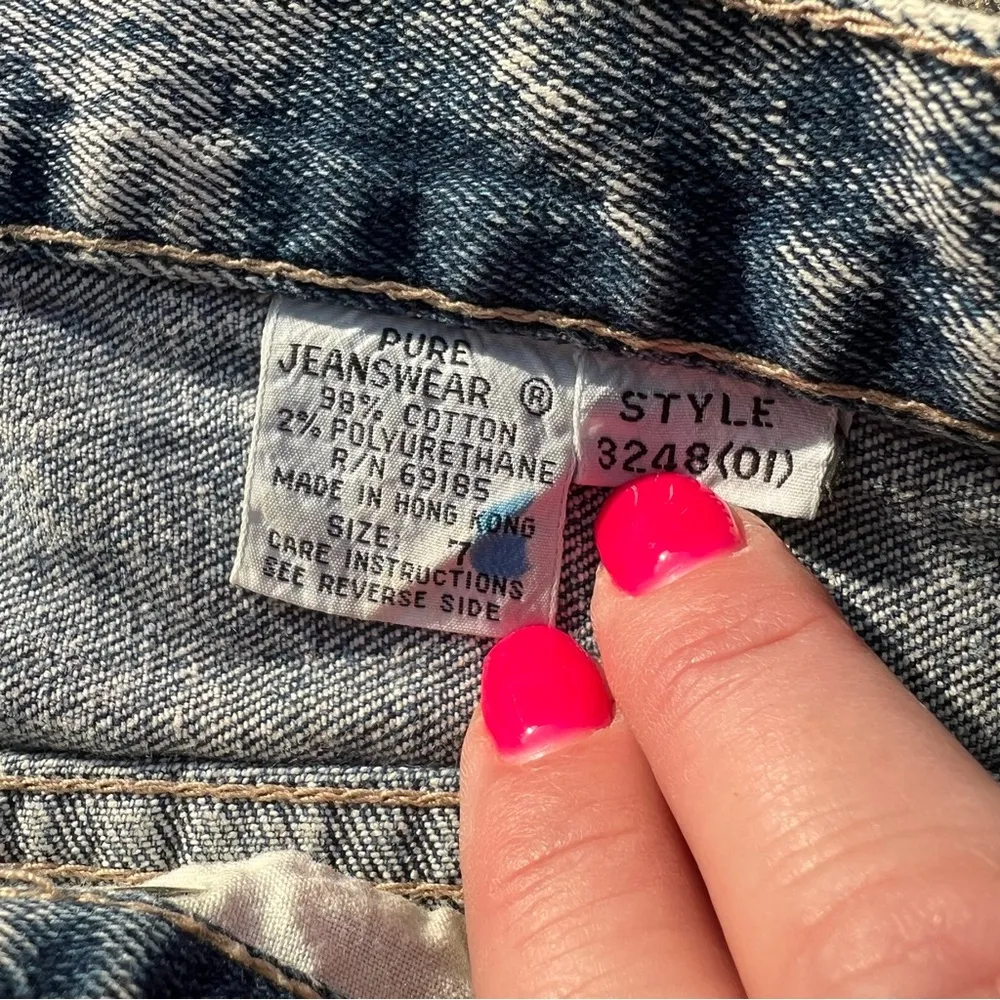 PURE
JEANSWEAR ®
98% COTTON
2% POLYURETHANE
R/N 69185
MADE IN HONG KONG
SIZE: 7
CARE INSTRUCTIONS
SEE REVERSE SIDE
STYLE
3248(01)